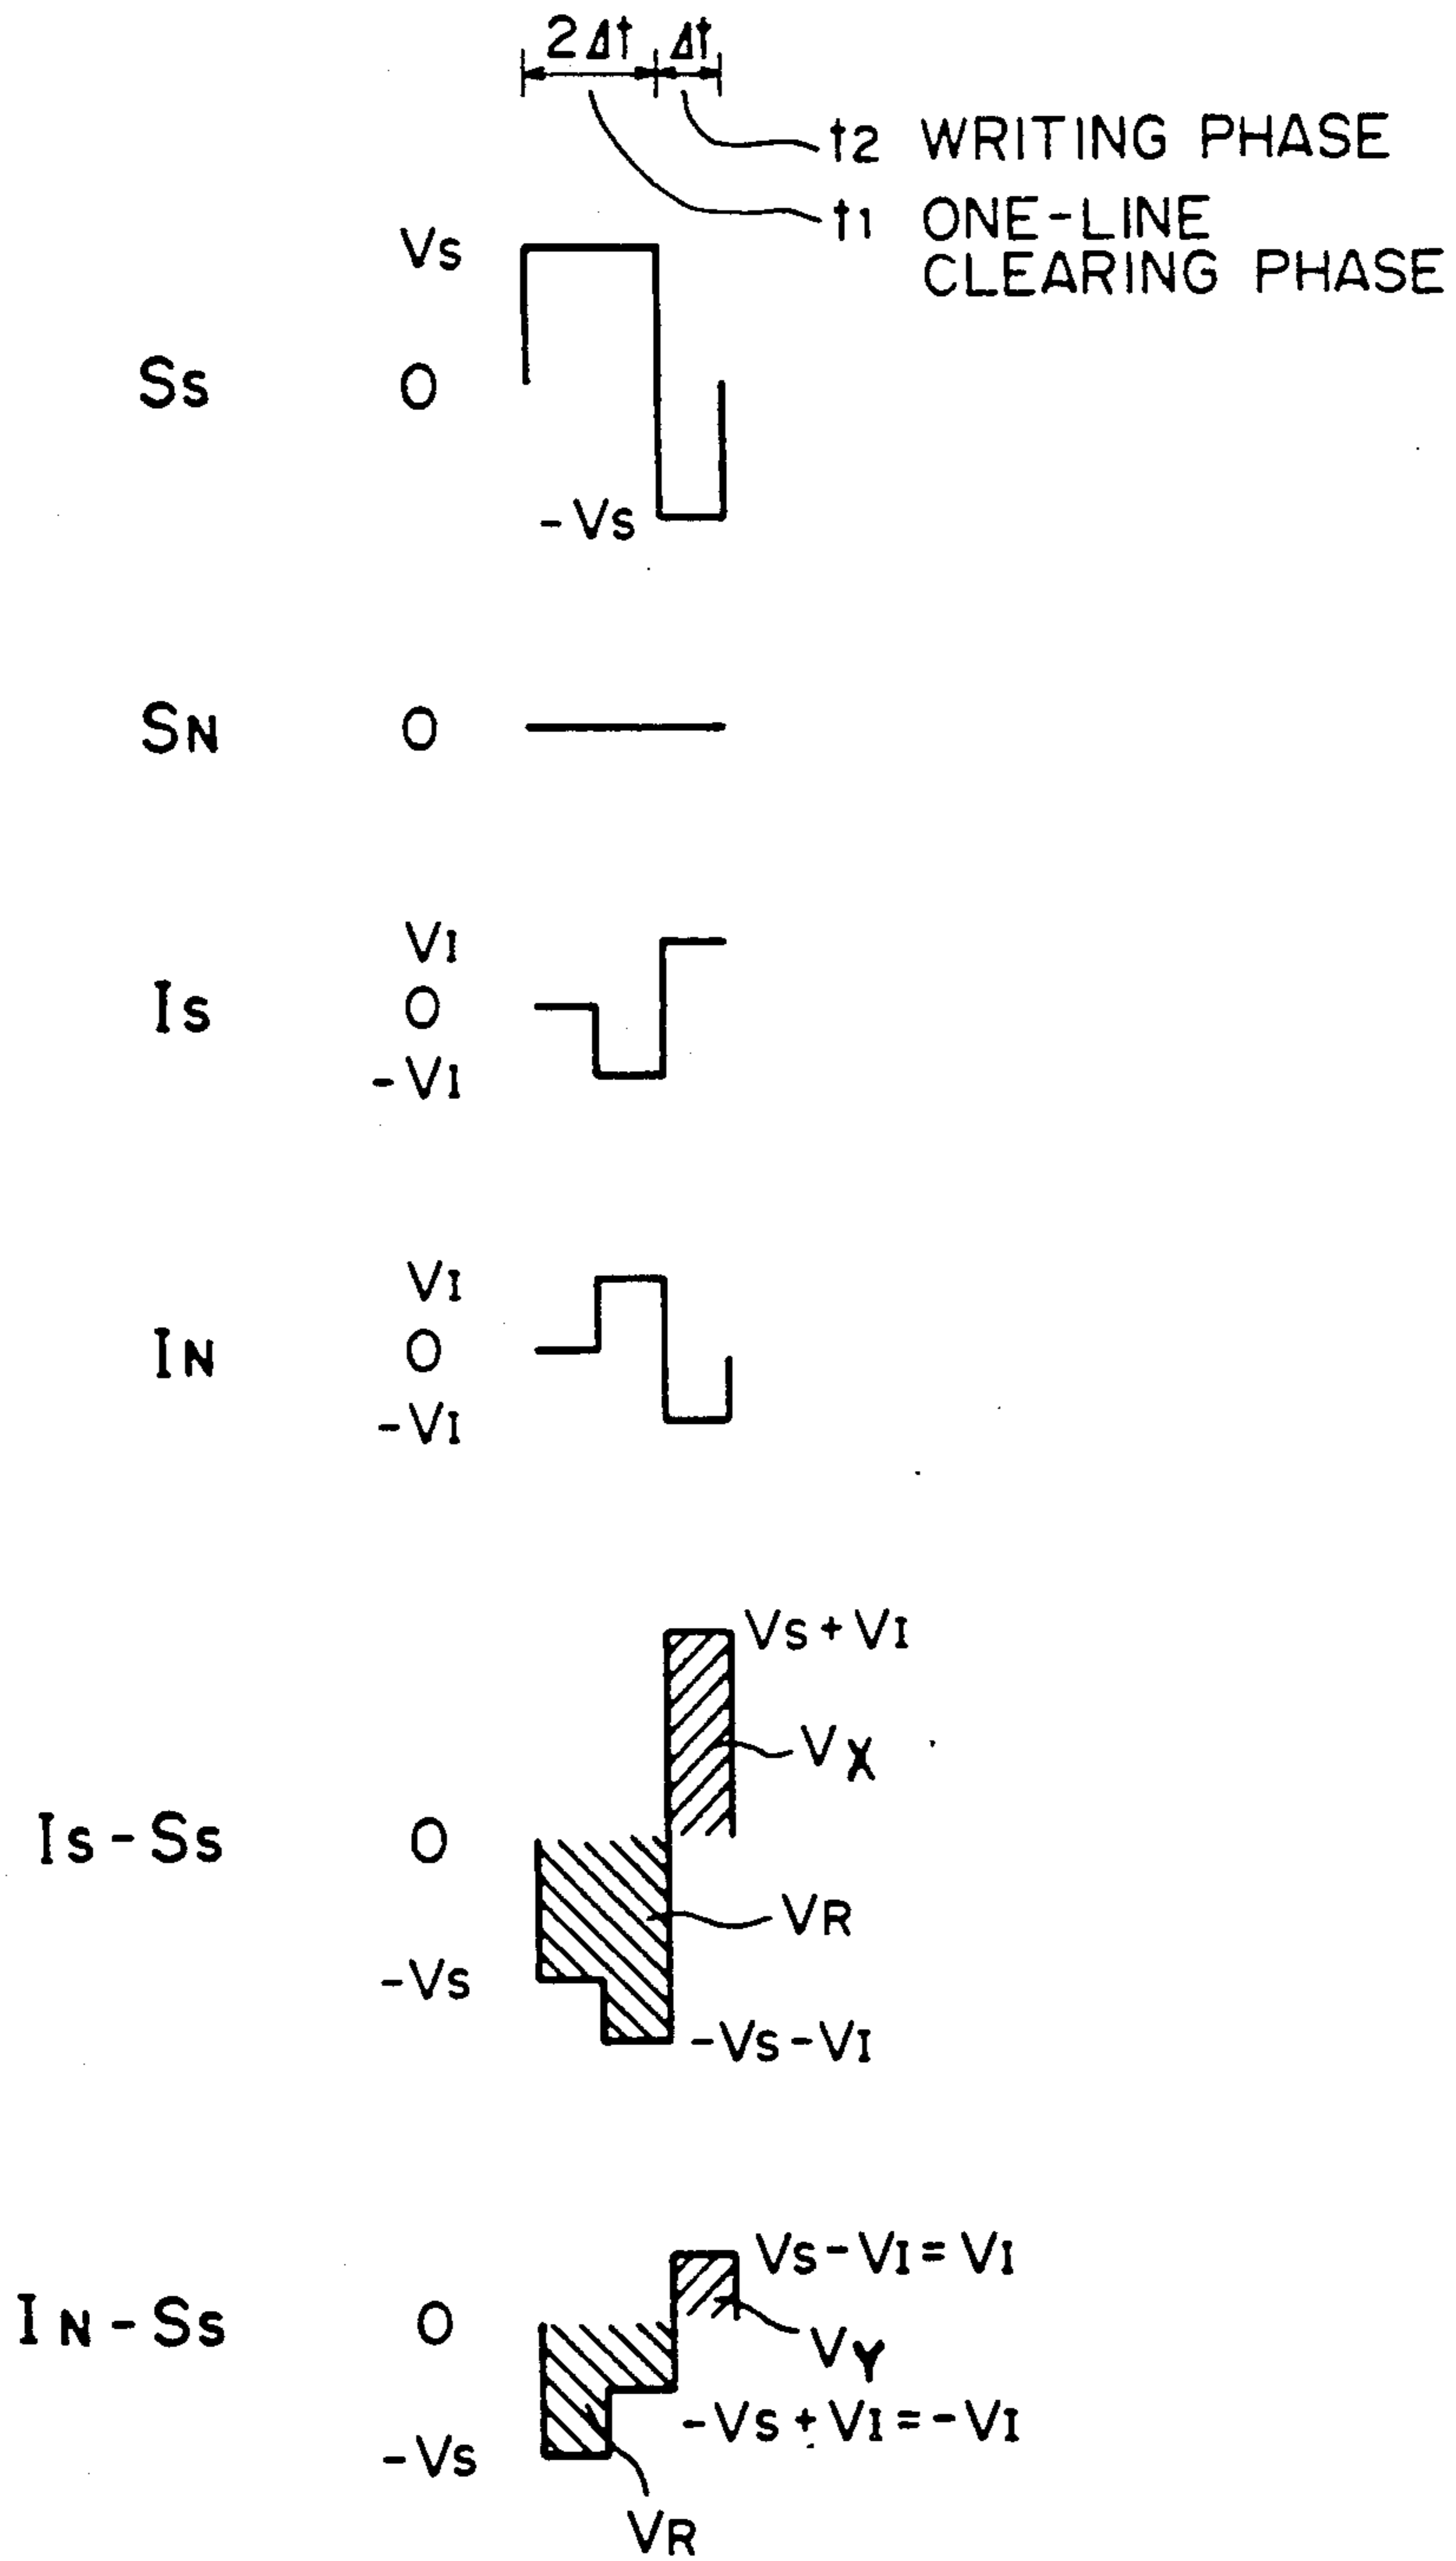 2Δt Δt
t2 WRITING PHASE
t1 ONE-LINE
CLEARING PHASE
Vs
Ss 0
-Vs
SN 0
VI
Is 0
-VI
VI
IN 0
-VI
Vs+VI
VX
Is-Ss 0
VR
-Vs
-Vs-VI
Vs-VI=VI
IN-Ss 0
VY
-Vs+VI=-VI
-Vs
VR